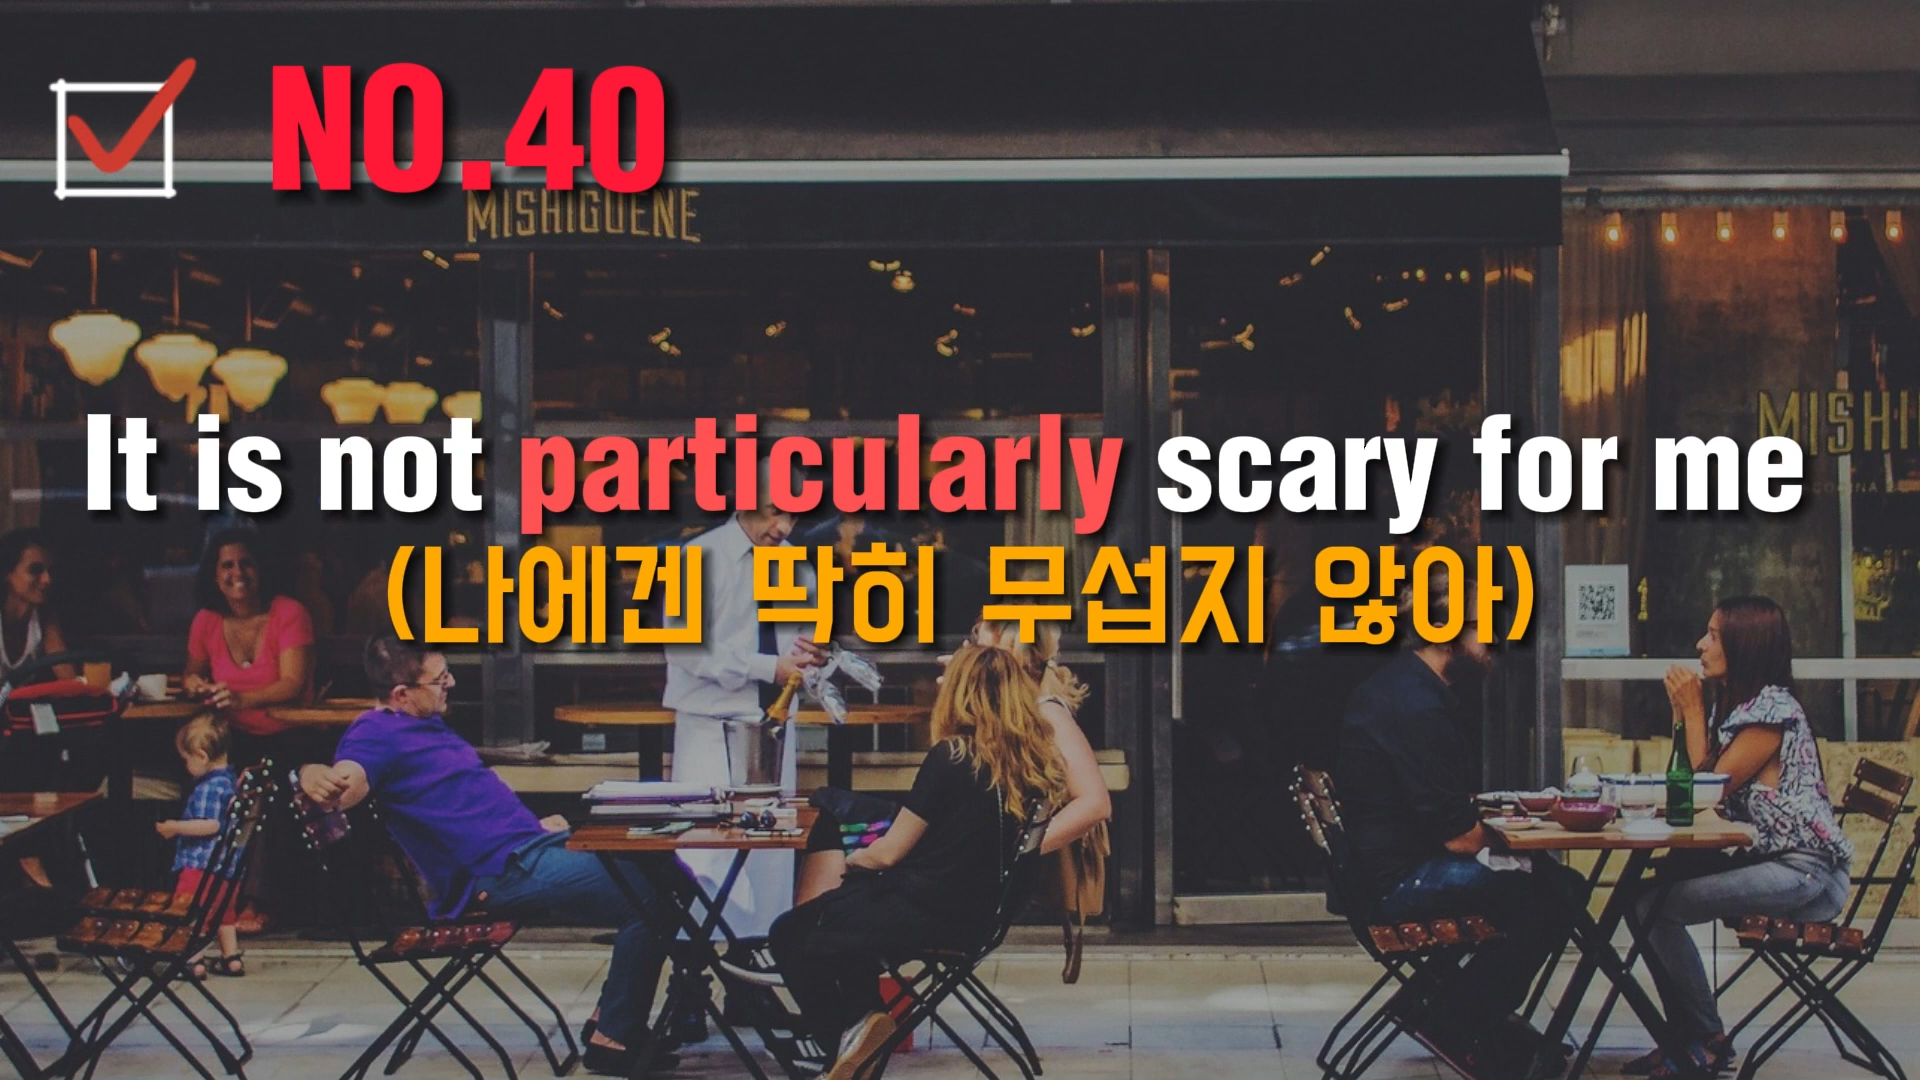 NO.40
MISHIGUENE
It is not particularly scary for me
(나에겐 딱히 무섭지 않아)
MISHI